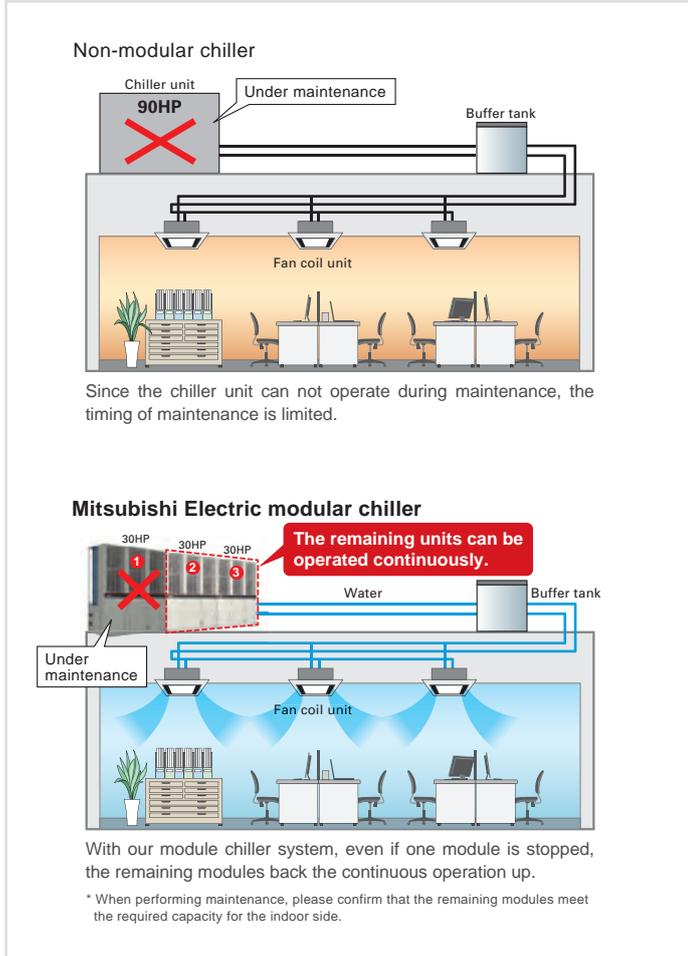 Non-modular chiller
Chiller unit
90HP
Under maintenance
Buffer tank
Fan coil unit
Since the chiller unit can not operate during maintenance, the
timing of maintenance is limited.
Mitsubishi Electric modular chiller
30HP
30HP
30HP
1
2
3
The remaining units can be
operated continuously.
Water
Buffer tank
Under
maintenance
Fan coil unit
With our module chiller system, even if one module is stopped,
the remaining modules back the continuous operation up.
* When performing maintenance, please confirm that the remaining modules meet
the required capacity for the indoor side.